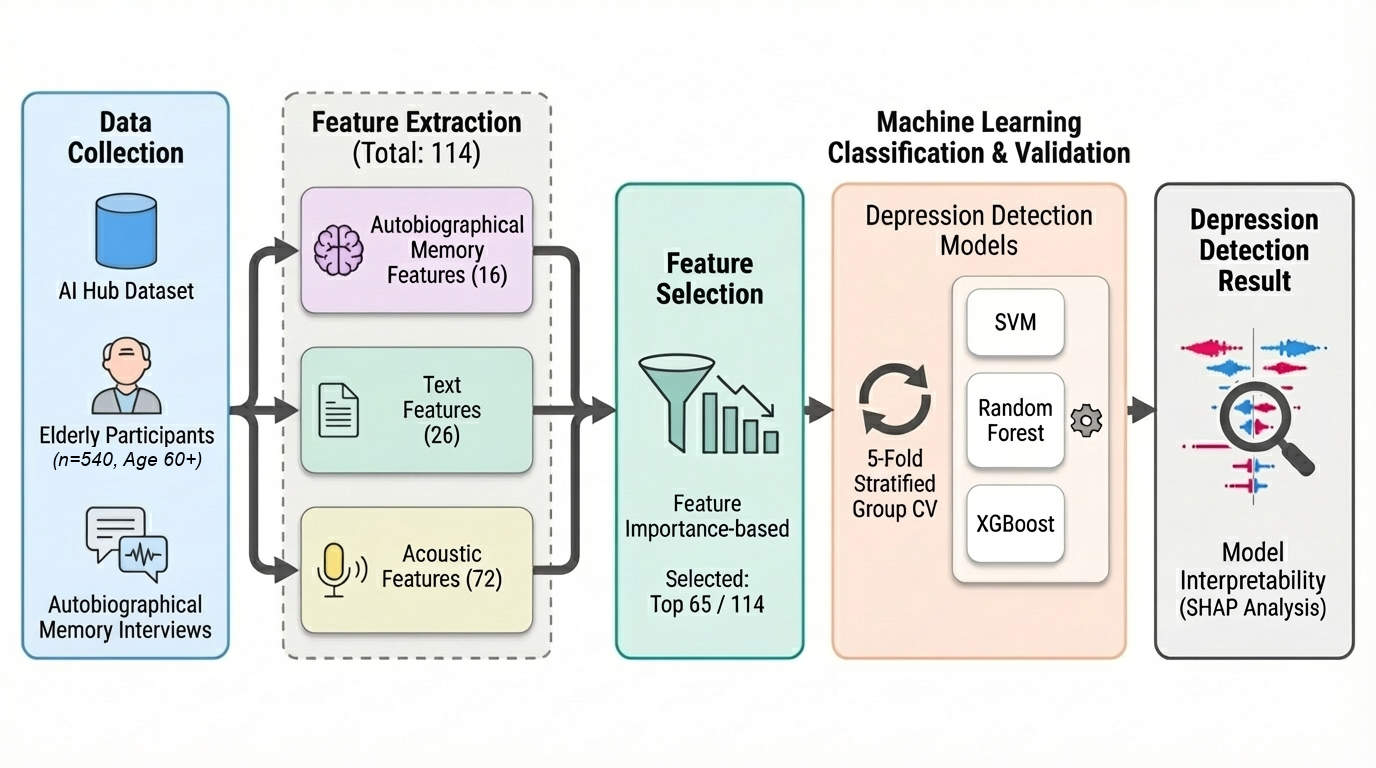 Data
Collection
AI Hub Dataset
Elderly Participants
(n=540, Age 60+)
Autobiographical
Memory Interviews
Feature Extraction
(Total: 114)
Autobiographical
Memory
Features (16)
Text
Features
(26)
Acoustic
Features (72)
Feature
Selection
Feature
Importance-based
Selected:
Top 65 / 114
Machine Learning
Classification & Validation
Depression Detection
Models
5-Fold
Stratified
Group CV
SVM
Random
Forest
XGBoost
Depression
Detection
Result
Model
Interpretability
(SHAP Analysis)